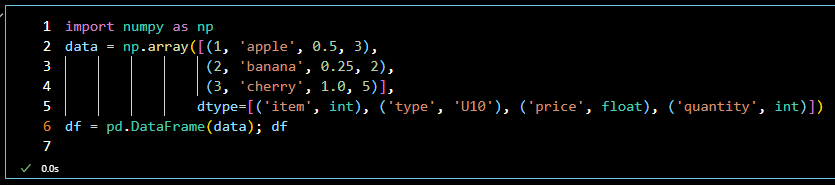 1 import numpy as np
2 data = np.array([(1, 'apple', 0.5, 3),
3 (2, 'banana', 0.25, 2),
4 (3, 'cherry', 1.0, 5)],
5 dtype=[('item', int), ('type', 'U10'), ('price', float), ('quantity', int)])
6 df = pd.DataFrame(data); df
7
0.0s